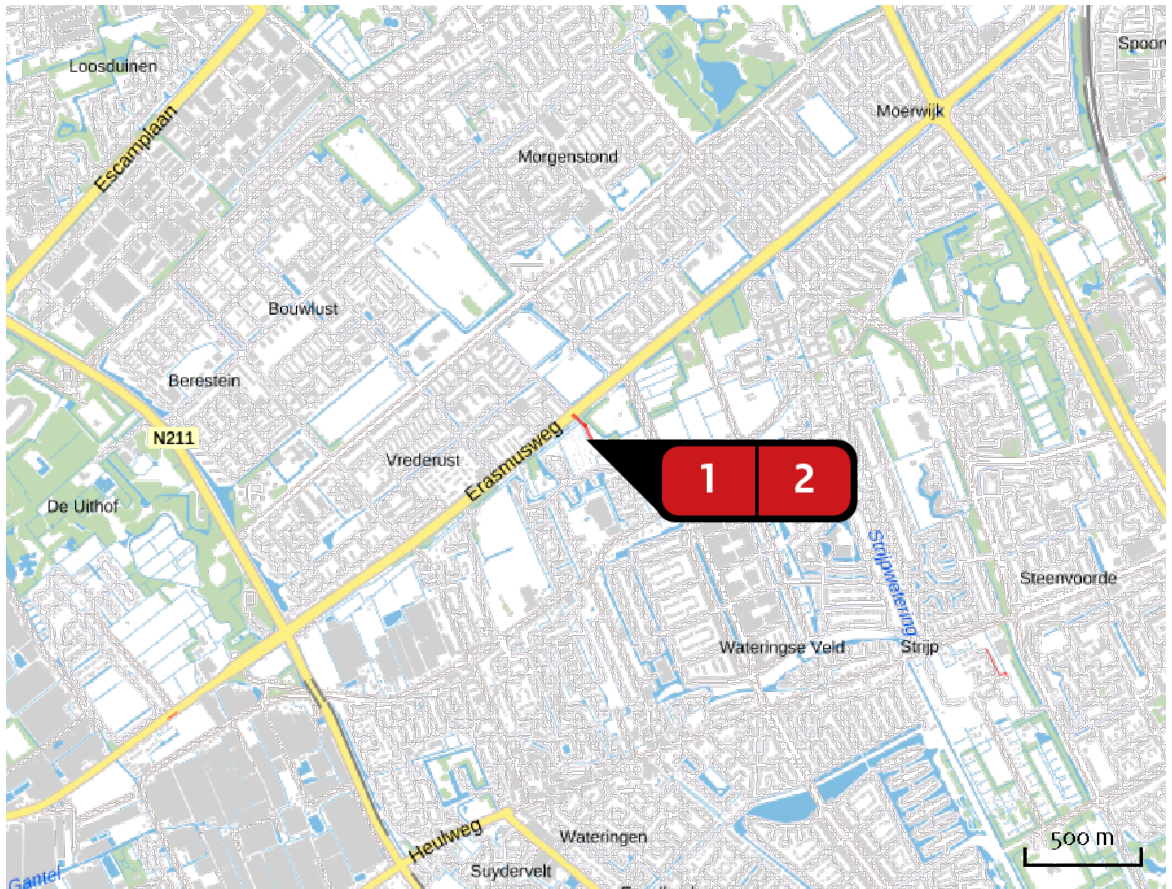 Spoorw
Loosduinen
Moerwijk
Escamplaan
Morgenstond
Bouwlust
Berestein
N211
Erasmusweg
Vrederust
1 2
De Uithof
Strijpwetering
Steenvoorde
Wateringse Veld
Strijp
500 m
Heulweg
Wateringen
Suydervelt
Gantel